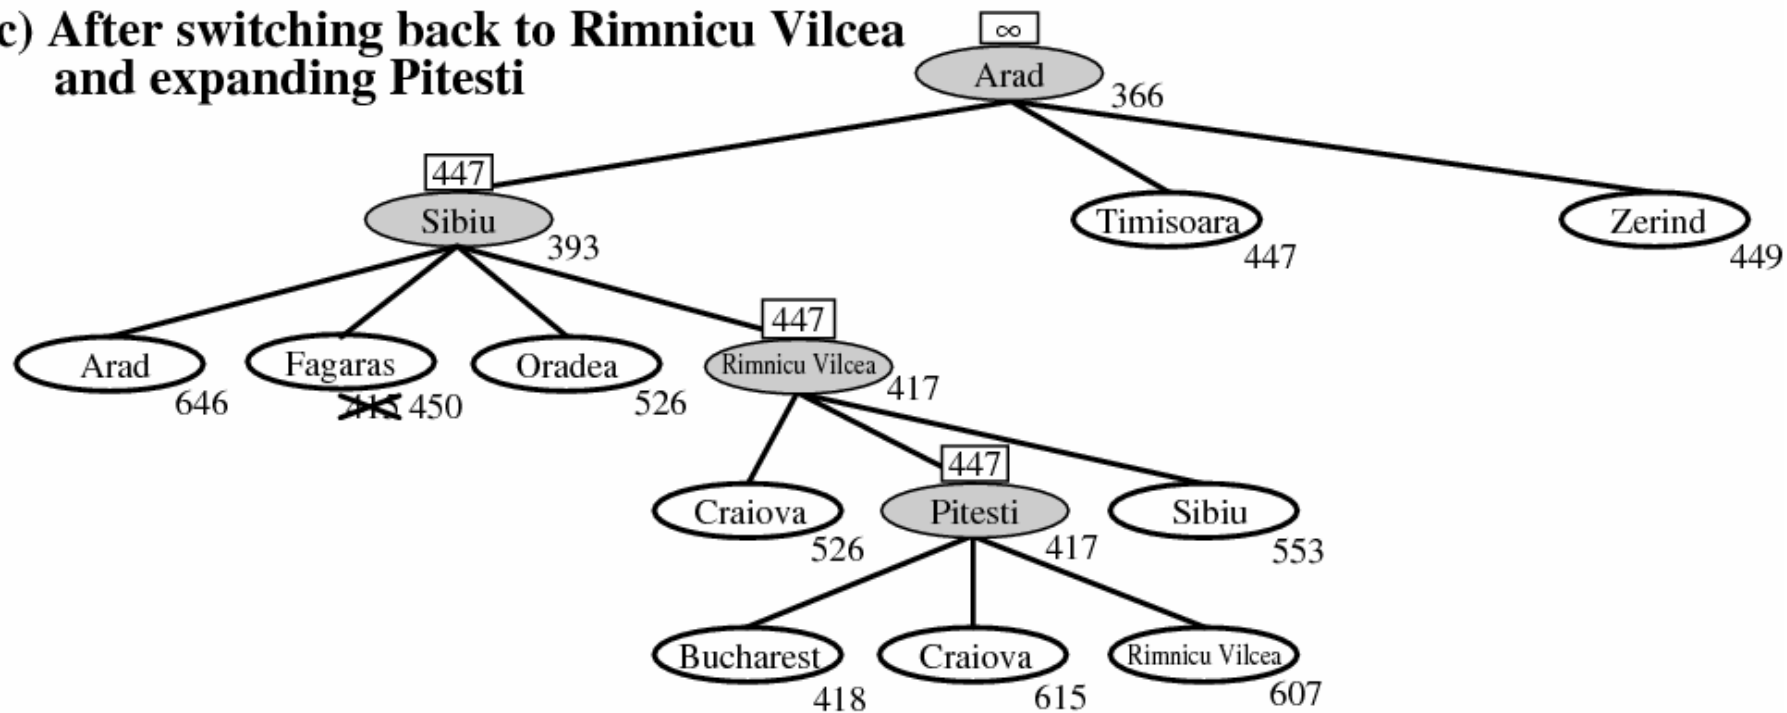 c) After switching back to Rimnicu Vilcea
and expanding Pitesti
∞
Arad
366
447
Sibiu
393
Timisoara
447
Zerind
449
Arad
646
Fagaras
415 450
Oradea
526
447
Rimnicu Vilcea
417
Craiova
526
447
Pitesti
417
Sibiu
553
Bucharest
418
Craiova
615
Rimnicu Vilcea
607